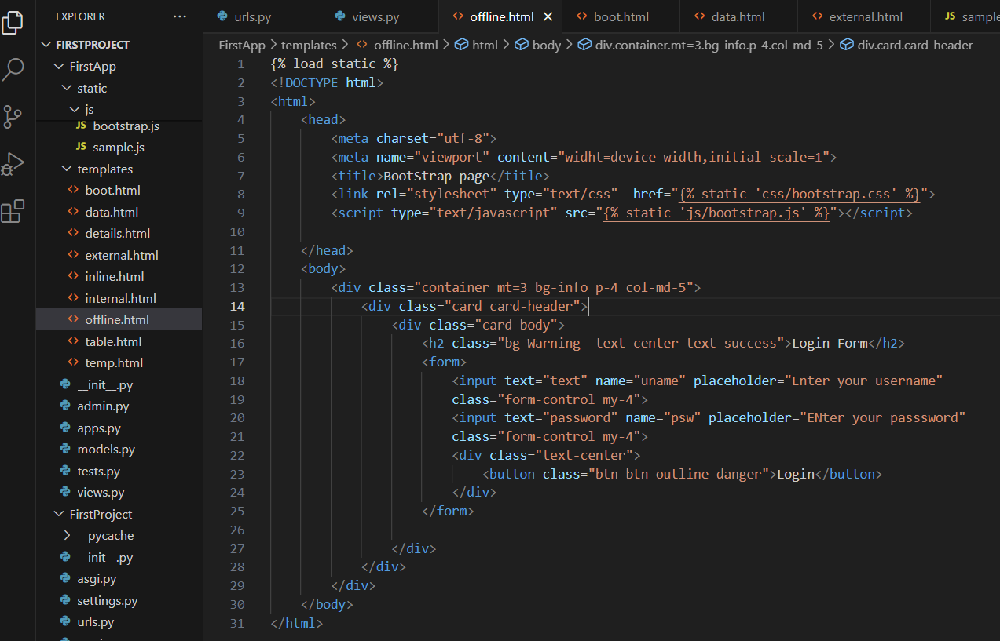 EXPLORER ...
FIRSTPROJECT
FirstApp
static
js
JS bootstrap.js
JS sample.js
templates
boot.html
data.html
details.html
external.html
inline.html
internal.html
offline.html
table.html
temp.html
__init__.py
admin.py
apps.py
models.py
tests.py
views.py
FirstProject
__pycache__
__init__.py
asgi.py
settings.py
urls.py
urls.py views.py offline.html boot.html data.html external.html JS sample
FirstApp > templates > offline.html > html > body > div.container.mt=3.bg-info.p-4.col-md-5 > div.card.card-header
1 {% load static %}
2 <!DOCTYPE html>
3 <html>
4 <head>
5 <meta charset="utf-8">
6 <meta name="viewport" content="widht=device-width,initial-scale=1">
7 <title>BootStrap page</title>
8 <link rel="stylesheet" type="text/css"  href="{% static 'css/bootstrap.css' %}">
9 <script type="text/javascript" src="{% static 'js/bootstrap.js' %}"></script>
10
11 </head>
12 <body>
13 <div class="container mt=3 bg-info p-4 col-md-5">
14 <div class="card card-header">
15 <div class="card-body">
16 <h2 class="bg-Warning  text-center text-success">Login Form</h2>
17 <form>
18 <input text="text" name="uname" placeholder="Enter your username"
19 class="form-control my-4">
20 <input text="password" name="psw" placeholder="ENter your passsword"
21 class="form-control my-4">
22 <div class="text-center">
23 <button class="btn btn-outline-danger">Login</button>
24 </div>
25 </form>
26
27 </div>
28 </div>
29 </div>
30 </body>
31 </html>